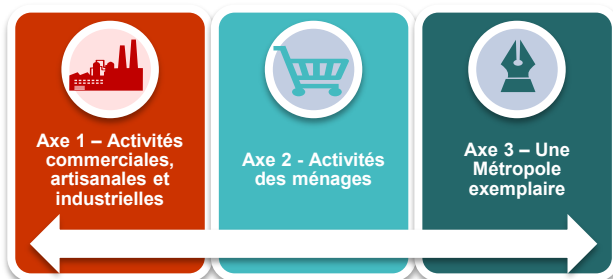 Axe 1 – Activités
commerciales,
artisanales et
industrielles
Axe 2 - Activités
des ménages
Axe 3 – Une
Métropole
exemplaire